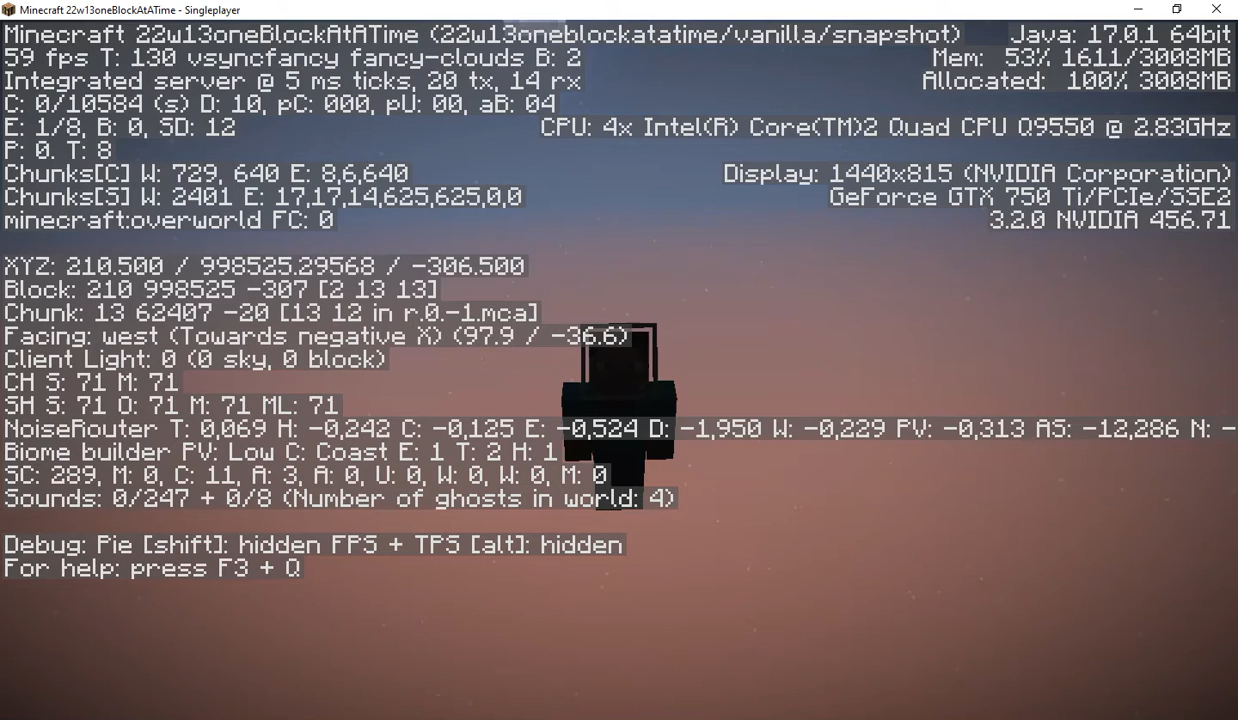 Minecraft 22w13oneBlockAtATime - Singleplayer
Minecraft 22w13oneBlockAtATime (22w13oneblockatatime/vanilla/snapshot)
Java: 17.0.1 64bit
59 fps T: 130 vsyncfancy fancy-clouds B: 2
Mem: 53% 1611/3008MB
Integrated server @ 5 ms ticks, 20 tx, 14 rx
Allocated: 100% 3008MB
C: 0/10584 (s) D: 10, pC: 000, pU: 00, aB: 04
E: 1/8, B: 0, SD: 12
CPU: 4x Intel(R) Core(TM)2 Quad CPU Q9550 @ 2.83GHz
P: 0. T: 8
Chunks[C] W: 729, 640 E: 8,6,640
Display: 1440x815 (NVIDIA Corporation)
Chunks[S] W: 2401 E: 17,17,14,625,625,0,0
GeForce GTX 750 Ti/PCIe/SSE2
minecraft:overworld FC: 0
3.2.0 NVIDIA 456.71
XYZ: 210.500 / 998525.29568 / -306.500
Block: 210 998525 -307 [2 13 13]
Chunk: 13 62407 -20 [13 12 in r.0.-1.mca]
Facing: west (Towards negative X) (97.9 / -36.6)
Client Light: 0 (0 sky, 0 block)
CH S: 71 M: 71
SH S: 71 O: 71 M: 71 ML: 71
NoiseRouter T: 0,069 H: -0,242 C: -0,125 E: -0,524 D: -1,950 W: -0,229 PV: -0,313 AS: -12,286 N: -
Biome builder PV: Low C: Coast E: 1 T: 2 H: 1
SC: 289, M: 0, C: 11, A: 3, A: 0, U: 0, W: 0, W: 0, M: 0
Sounds: 0/247 + 0/8 (Number of ghosts in world: 4)
Debug: Pie [shift]: hidden FPS + TPS [alt]: hidden
For help: press F3 + Q